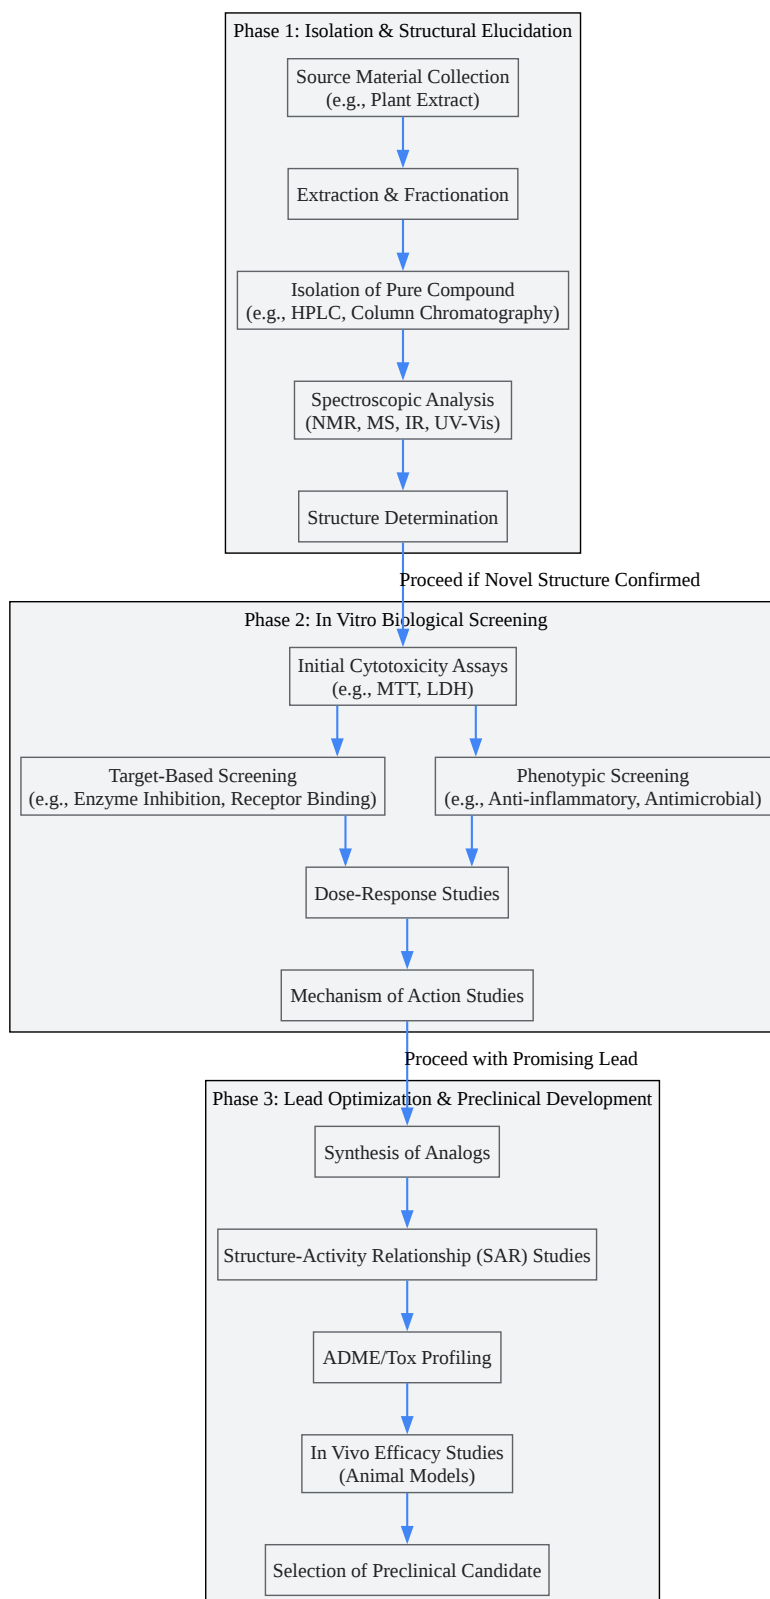 Phase 1: Isolation & Structural Elucidation
Source Material Collection
(e.g., Plant Extract)
Extraction & Fractionation
Isolation of Pure Compound
(e.g., HPLC, Column Chromatography)
Spectroscopic Analysis
(NMR, MS, IR, UV-Vis)
Structure Determination
Proceed if Novel Structure Confirmed
Phase 2: In Vitro Biological Screening
Initial Cytotoxicity Assays
(e.g., MTT, LDH)
Target-Based Screening
(e.g., Enzyme Inhibition, Receptor Binding)
Phenotypic Screening
(e.g., Anti-inflammatory, Antimicrobial)
Dose-Response Studies
Mechanism of Action Studies
Proceed with Promising Lead
Phase 3: Lead Optimization & Preclinical Development
Synthesis of Analogs
Structure-Activity Relationship (SAR) Studies
ADME/Tox Profiling
In Vivo Efficacy Studies
(Animal Models)
Selection of Preclinical Candidate